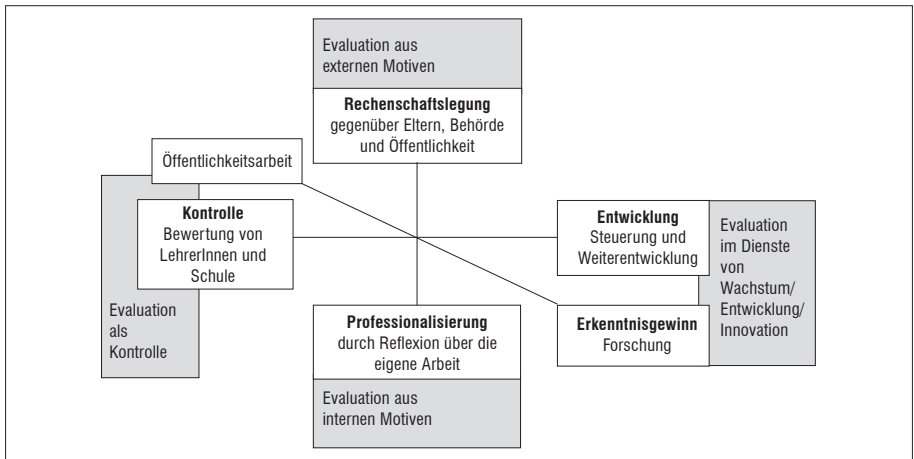 Evaluation aus
externen Motiven
Rechenschaftslegung
gegenüber Eltern, Behörde
und Öffentlichkeit
Öffentlichkeitsarbeit
Kontrolle
Bewertung von
LehrerInnen und
Schule
Evaluation
als
Kontrolle
Entwicklung
Steuerung und
Weiterentwicklung
Evaluation
im Dienste
von
Wachstum/
Entwicklung/
Innovation
Professionalisierung
durch Reflexion über die
eigene Arbeit
Evaluation aus
internen Motiven
Erkenntnisgewinn
Forschung